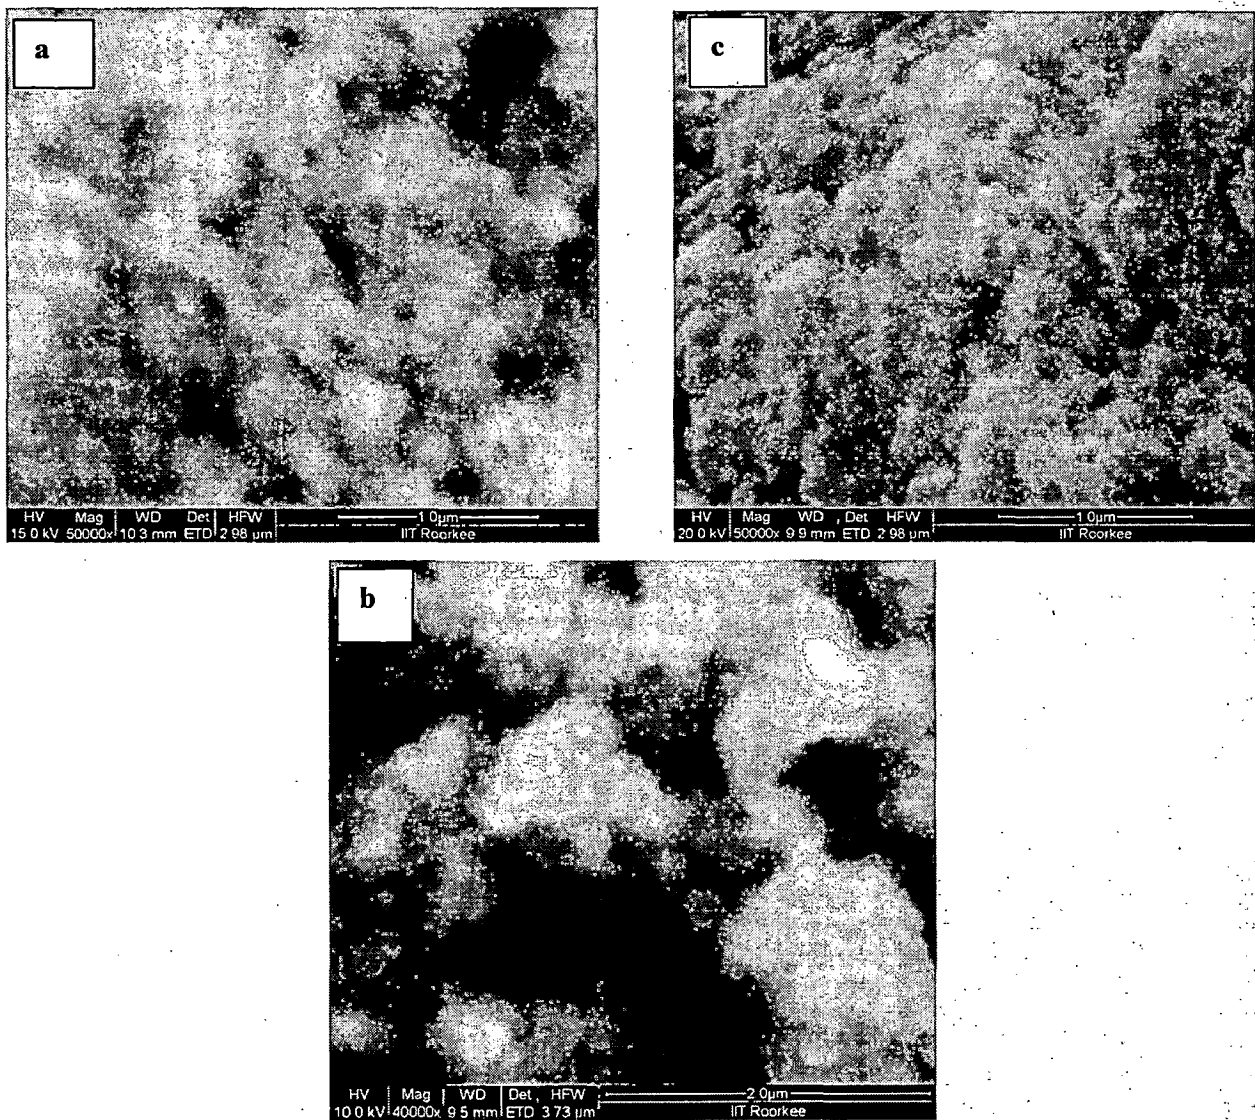 a
HV Mag WD Det HFW 1.0µm
15.0 kV 50000x 10.3 mm ETD 2.98 µm IIT Roorkee
c
HV Mag WD Det HFW 1.0µm
20.0 kV 50000x 9.9 mm ETD 2.98 µm IIT Roorkee
b
HV Mag WD Det HFW 2.0µm
10.0 kV 40000x 9.5 mm ETD 3.73 µm IIT Roorkee